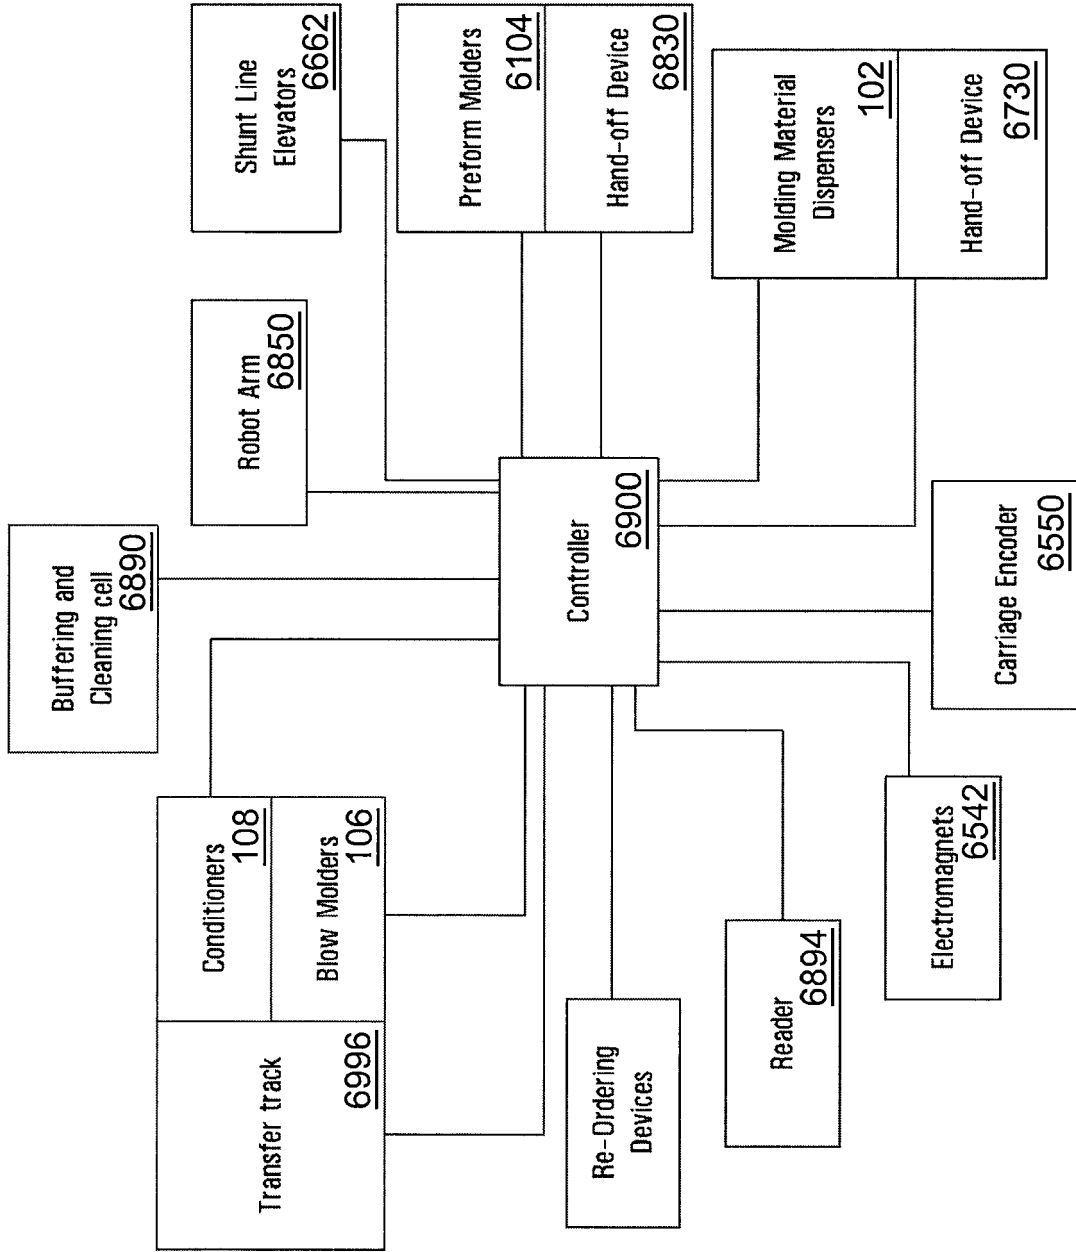 Transfer track
6996
Conditioners
108
Blow Molders
106
Buffering and
Cleaning cell
6890
Robot Arm
6850
Shunt Line
Elevators
6662
Preform Molders
6104
Hand-off Device
6830
Re-Ordering
Devices
Reader
6894
Controller
6900
Molding Material
Dispensers
102
Hand-off Device
6730
Electromagnets
6542
Carriage Encoder
6550